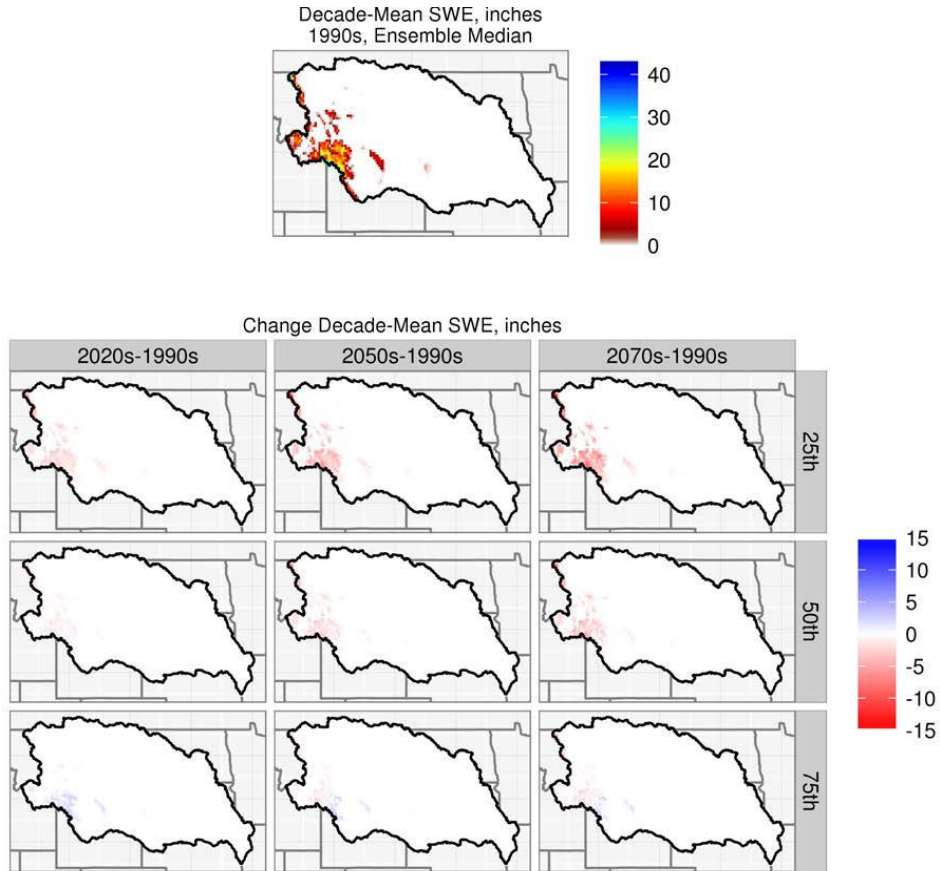 Decade-Mean SWE, inches
1990s, Ensemble Median
40
30
20
10
0
Change Decade-Mean SWE, inches
2020s-1990s
2050s-1990s
2070s-1990s
25th
50th
75th
15
10
5
0
-5
-10
-15